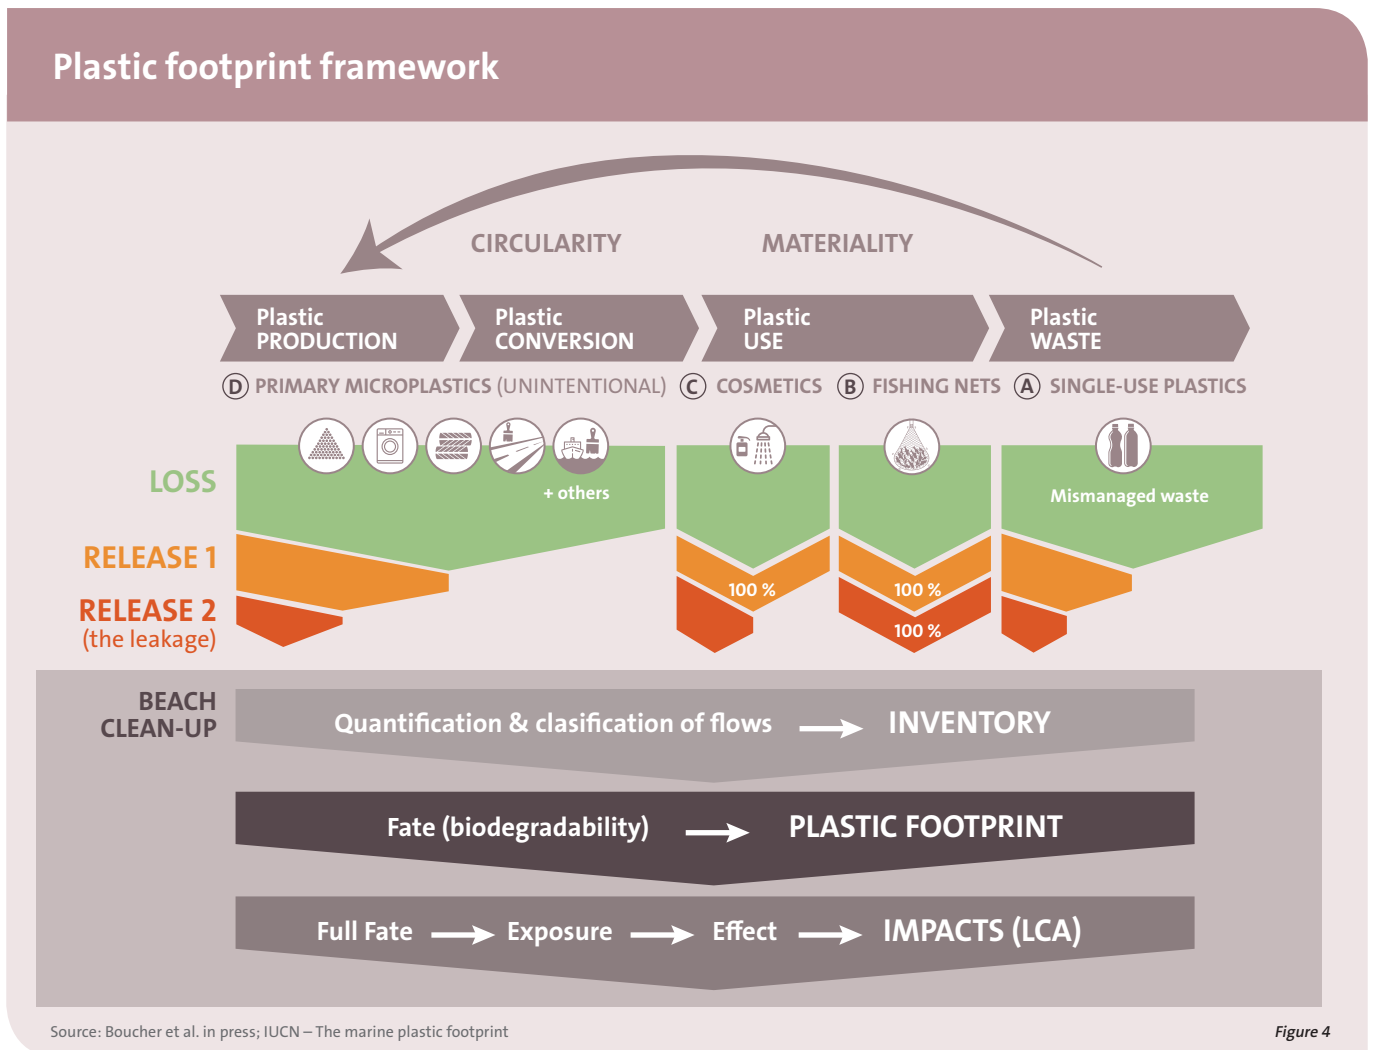 Plastic footprint framework
CIRCULARITY
MATERIALITY
Plastic
PRODUCTION
Plastic
CONVERSION
Plastic
USE
Plastic
WASTE
D PRIMARY MICROPLASTICS (UNINTENTIONAL)
C COSMETICS
B FISHING NETS
A SINGLE-USE PLASTICS
LOSS
+ others
Mismanaged waste
RELEASE 1
100 %
100 %
RELEASE 2
(the leakage)
100 %
BEACH
CLEAN-UP
Quantification & clasification of flows
INVENTORY
Fate (biodegradability)
PLASTIC FOOTPRINT
Full Fate
Exposure
Effect
IMPACTS (LCA)
Source: Boucher et al. in press; IUCN – The marine plastic footprint
Figure 4